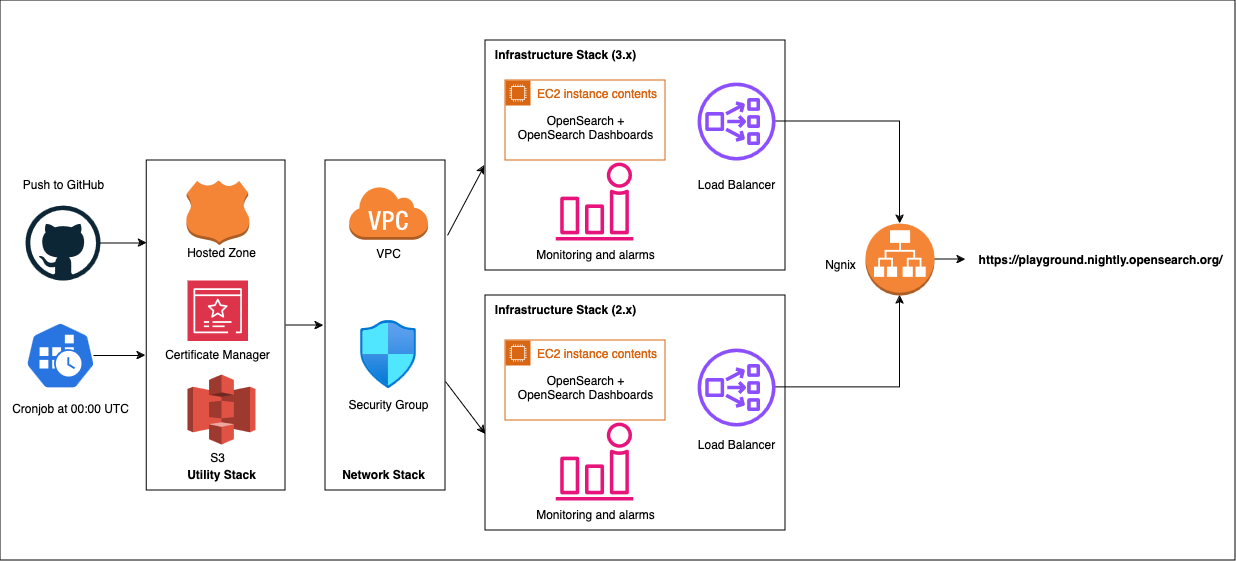 Push to GitHub
Cronjob at 00:00 UTC
Hosted Zone
Certificate Manager
S3
Utility Stack
VPC
VPC
Security Group
Network Stack
Infrastructure Stack (3.x)
EC2 instance contents
OpenSearch +
OpenSearch Dashboards
Monitoring and alarms
Load Balancer
Infrastructure Stack (2.x)
EC2 instance contents
OpenSearch +
OpenSearch Dashboards
Monitoring and alarms
Load Balancer
Ngnix
https://playground.nightly.opensearch.org/